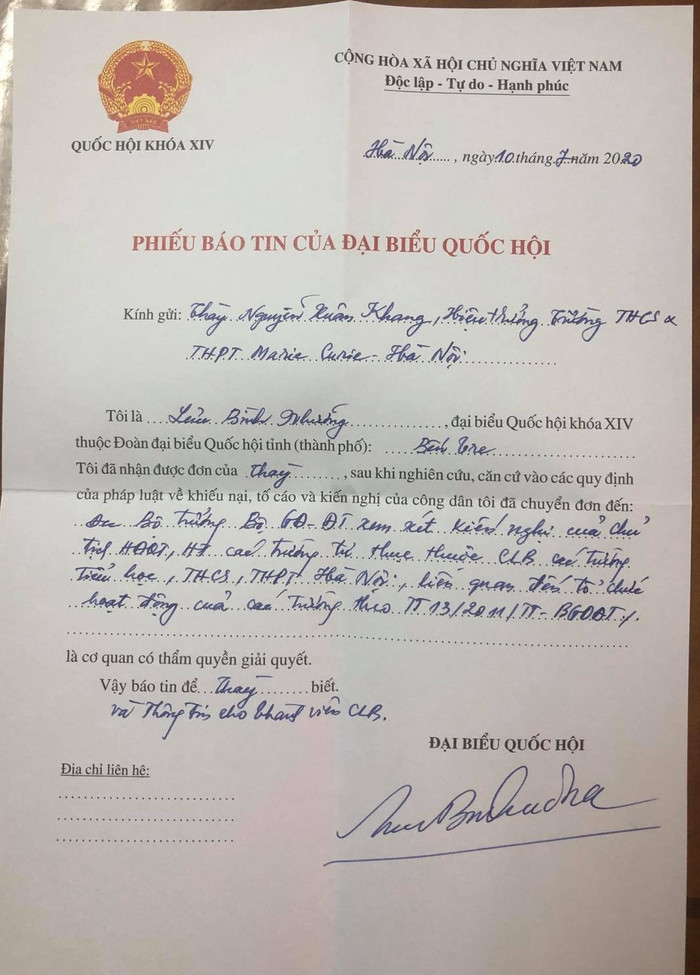 CỘNG HÒA XÃ HỘI CHỦ NGHĨA VIỆT NAM
Độc lập - Tự do - Hạnh phúc
VIỆT NAM
QUỐC HỘI KHÓA XIV
Hà Nội....., ngày 10 tháng 7 năm 2020
PHIẾU BÁO TIN CỦA ĐẠI BIỂU QUỐC HỘI
Kính gửi: Thầy Nguyễn Xuân Khang, Hiệu trưởng Trường THCS &
THPT Marie Curie - Hà Nội.
Tôi là Lưu Bình Nhưỡng, đại biểu Quốc hội khóa XIV
thuộc Đoàn đại biểu Quốc hội tỉnh (thành phố): Bến Tre
Tôi đã nhận được đơn của Thầy, sau khi nghiên cứu, căn cứ vào các quy định
của pháp luật về khiếu nại, tố cáo và kiến nghị của công dân tôi đã chuyển đơn đến:
Bộ trưởng Bộ GD-ĐT xem xét kiến nghị của chủ
tịch HĐQT, HT các trường tư thục thuộc CLB các trường
tiểu học, THCS, THPT Hà Nội, liên quan đến tổ chức
hoạt động của các trường theo TT 13/2011/TT-BGDĐT/.
là cơ quan có thẩm quyền giải quyết.
Vậy báo tin để Thầy biết.
và thông tin cho thành viên CLB.
ĐẠI BIỂU QUỐC HỘI
Địa chỉ liên hê: